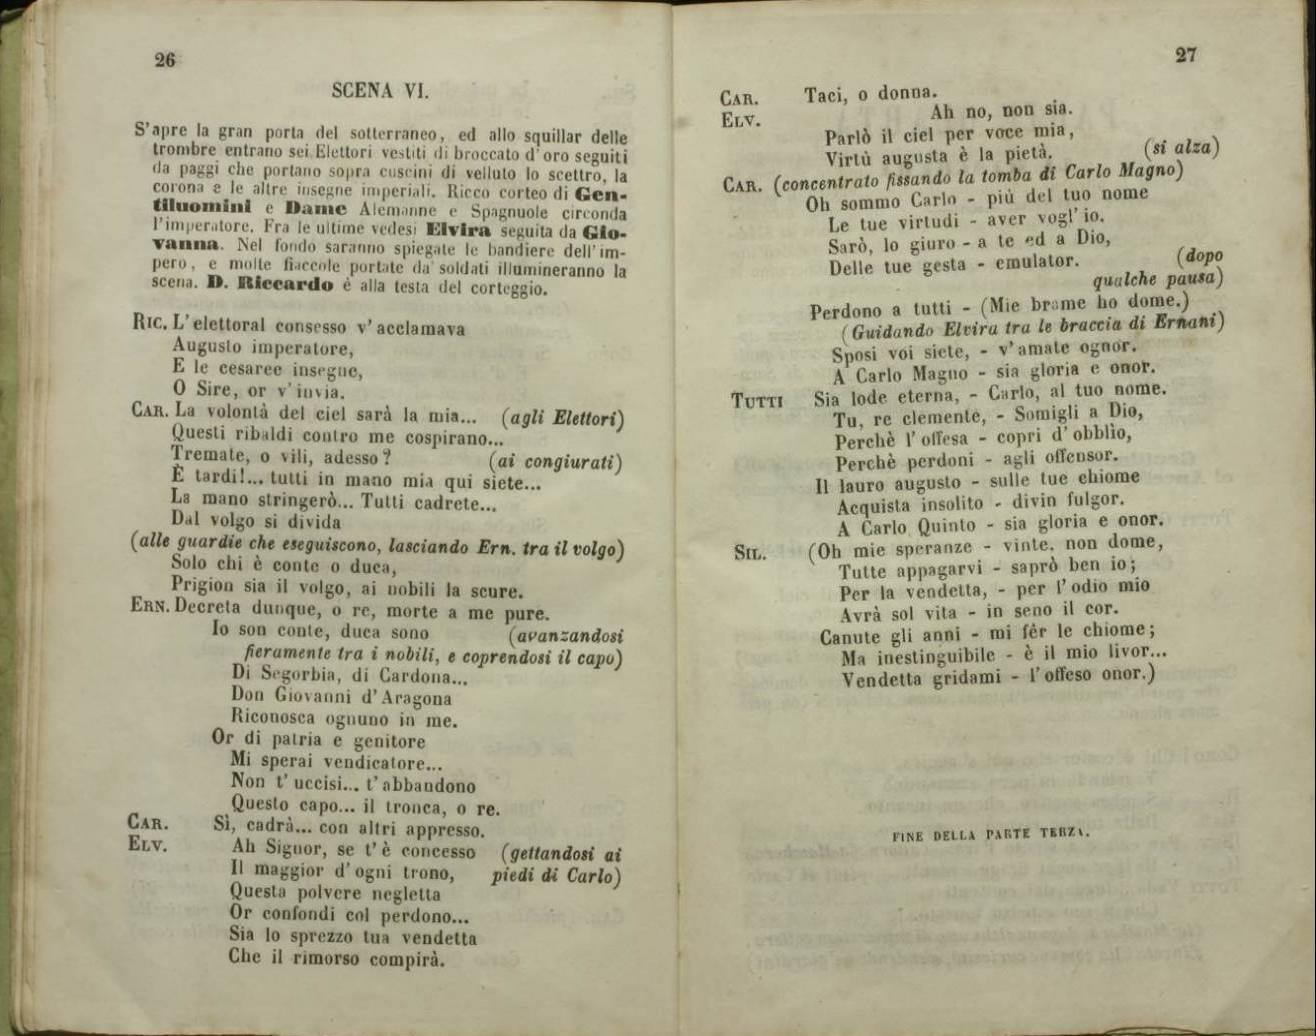 26
SCENA VI.
S'apre la gran porta del sotterraneo, ed allo squillar delle
trombre entrano sei Elettori vestiti di broccato d'oro seguiti
da paggi che portano sopra cuscini di velluto lo scettro, la
corona e le altre insegne imperiali. Ricco corteo di Gen-
tiluomini e Dame Alemanne e Spagnuole circonda
l'imperatore. Fra le ultime vedesi Elvira seguita da Gio-
vanna. Nel fondo saranno spiegate le bandiere dell'im-
pero, e molte fiaccole portate da soldati illumineranno la
scena. D. Riccardo è alla testa del corteggio.
RIC. L'elettoral consesso v'acclamava
Augusto imperatore,
E le cesaree insegne,
O Sire, or v'invia.
CAR. La volontà del ciel sarà la mia... (agli Elettori)
Questi ribaldi contro me cospirano...
Tremate, o vili, adesso? (ai congiurati)
È tardi!... tutti in mano mia qui siete...
La mano stringerò... Tutti cadrete...
Dal volgo si divida
(alle guardie che eseguiscono, lasciando Ern. tra il volgo)
Solo chi è conte o duca,
Prigion sia il volgo, ai nobili la scure.
ERN. Decreta dunque, o re, morte a me pure.
Io son conte, duca sono (avanzandosi
fieramente tra i nobili, e coprendosi il capo)
Di Segorbia, di Cardona...
Don Giovanni d'Aragona
Riconosca ognuno in me.
Or di patria e genitore
Mi sperai vendicatore...
Non t'uccisi... t'abbandono
Questo capo... il tronca, o re.
CAR. Sì, cadrà... con altri appresso.
ELV. Ah Signor, se t'è concesso (gettandosi ai
Il maggior d'ogni trono, piedi di Carlo)
Questa polvere negletta
Or confondi col perdono...
Sia lo sprezzo tua vendetta
Che il rimorso compirà.
27
CAR. Taci, o donna.
ELV. Ah no, non sia.
Parlò il ciel per voce mia,
Virtù augusta è la pietà. (si alza)
CAR. (concentrato fissando la tomba di Carlo Magno)
Oh sommo Carlo - più del tuo nome
Le tue virtudi - aver vogl'io.
Sarò, lo giuro - a te ed a Dio,
Delle tue gesta - emulator. (dopo
qualche pausa)
Perdono a tutti - (Mie brame ho dome.)
(Guidando Elvira tra le braccia di Ernani)
Sposi voi siete, - v'amate ognor.
A Carlo Magno - sia gloria e onor.
TUTTI Sia lode eterna, - Carlo, al tuo nome.
Tu, re clemente, - Somigli a Dio,
Perchè l'offesa - copri d'obblìo,
Perchè perdoni - agli offensor.
Il lauro augusto - sulle tue chiome
Acquista insolito - divin fulgor.
A Carlo Quinto - sia gloria e onor.
SIL. (Oh mie speranze - vinte, non dome,
Tutte appagarvi - saprò ben io;
Per la vendetta, - per l'odio mio
Avrà sol vita - in seno il cor.
Canute gli anni - mi fér le chiome;
Ma inestinguibile - è il mio livor...
Vendetta gridami - l'offeso onor.)
FINE DELLA PARTE TERZA.